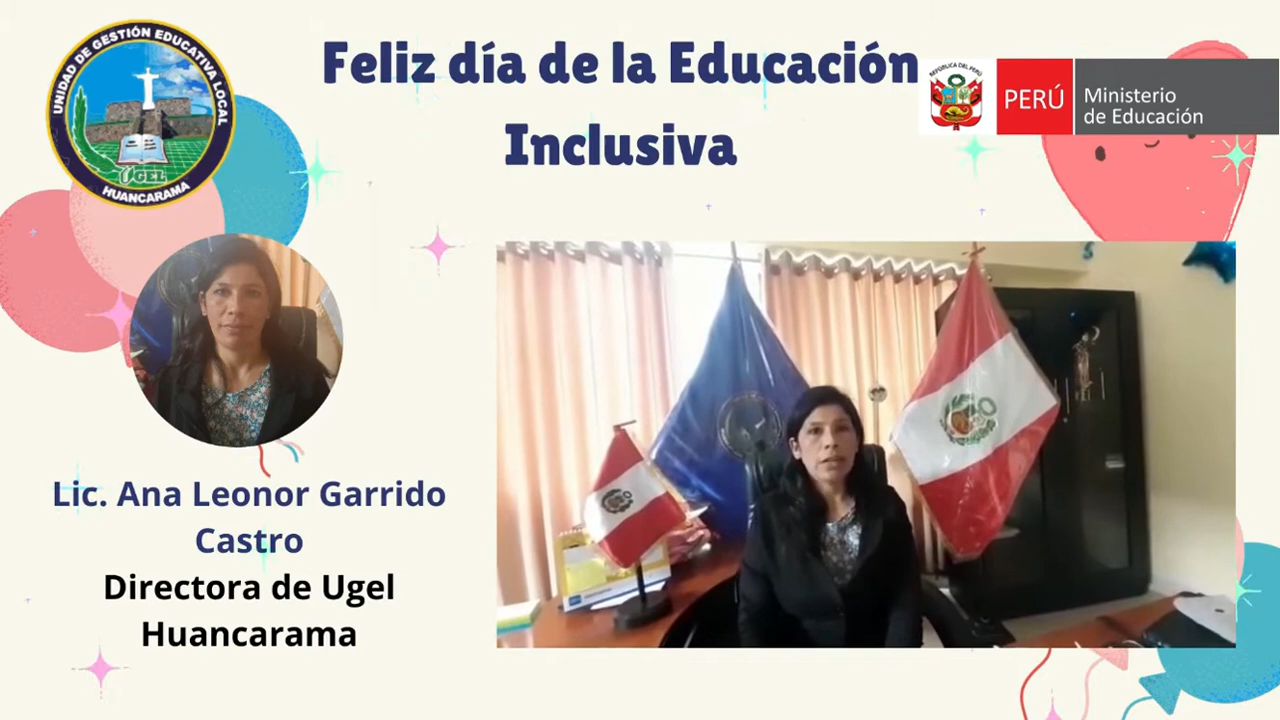 UNIDAD DE GESTIÓN EDUCATIVA LOCAL
UGEL
HUANCARAMA
Feliz día de la Educación
Inclusiva
REPÚBLICA DEL PERÚ
PERÚ
Ministerio
de Educación
Lic. Ana Leonor Garrido
Castro
Directora de Ugel
Huancarama